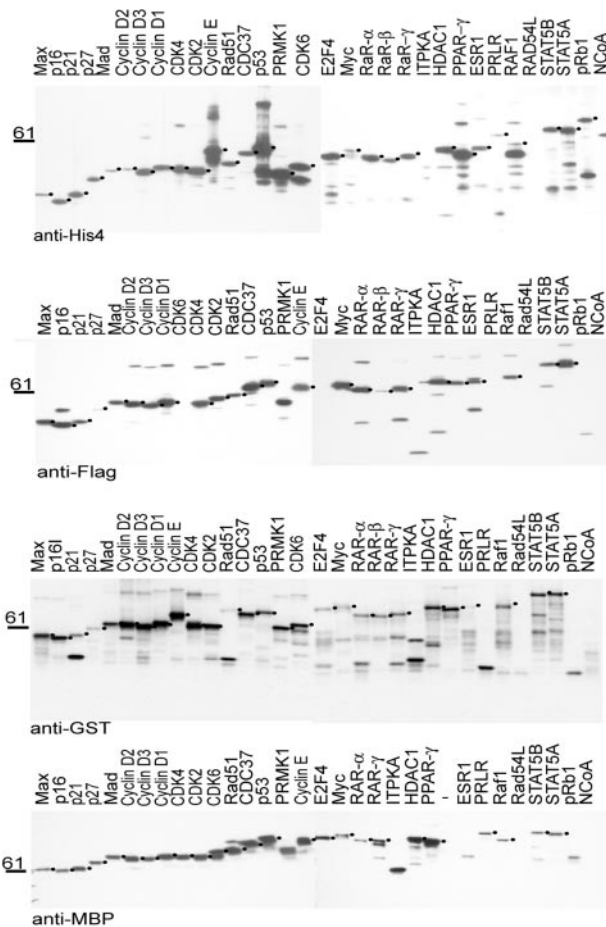 Max p16 p21 p27 Mad Cyclin D2 Cyclin D3 Cyclin D1 CDK4 CDK2 Cyclin E Rad51 CDC37 p53 PRMK1 CDK6 E2F4 Myc RaR-α RaR-β RaR-γ ITPKA HDAC1 PPAR-γ ESR1 PRLR RAF1 RAD54L STAT5B STAT5A pRb1 NCoA
61
anti-His4
Max p16 p21 p27 Mad Cyclin D2 Cyclin D3 Cyclin D1 CDK6 CDK4 CDK2 Rad51 CDC37 p53 PRMK1 Cyclin E E2F4 Myc RAR-α RAR-β RAR-γ ITPKA HDAC1 PPAR-γ ESR1 PRLR Raf1 Rad54L STAT5B STAT5A pRb1 NCoA
61
anti-Flag
Max p16I p21 p27 Mad Cyclin D2 Cyclin D3 Cyclin D1 Cyclin E CDK4 CDK2 Rad51 CDC37 p53 PRMK1 CDK6 E2F4 Myc RAR-α RAR-β RAR-γ ITPKA HDAC1 PPAR-γ ESR1 PRLR Raf1 Rad54L STAT5B STAT5A pRb1 NCoA
61
anti-GST
Max p16 p21 p27 Mad Cyclin D2 Cyclin D3 Cyclin D1 CDK4 CDK2 CDK6 Rad51 CDC37 p53 PRMK1 Cyclin E E2F4 Myc RAR-α RAR-γ ITPKA HDAC1 PPAR-γ - ESR1 PRLR Raf1 Rad54L STAT5B STAT5A pRb1 NCoA
61
anti-MBP